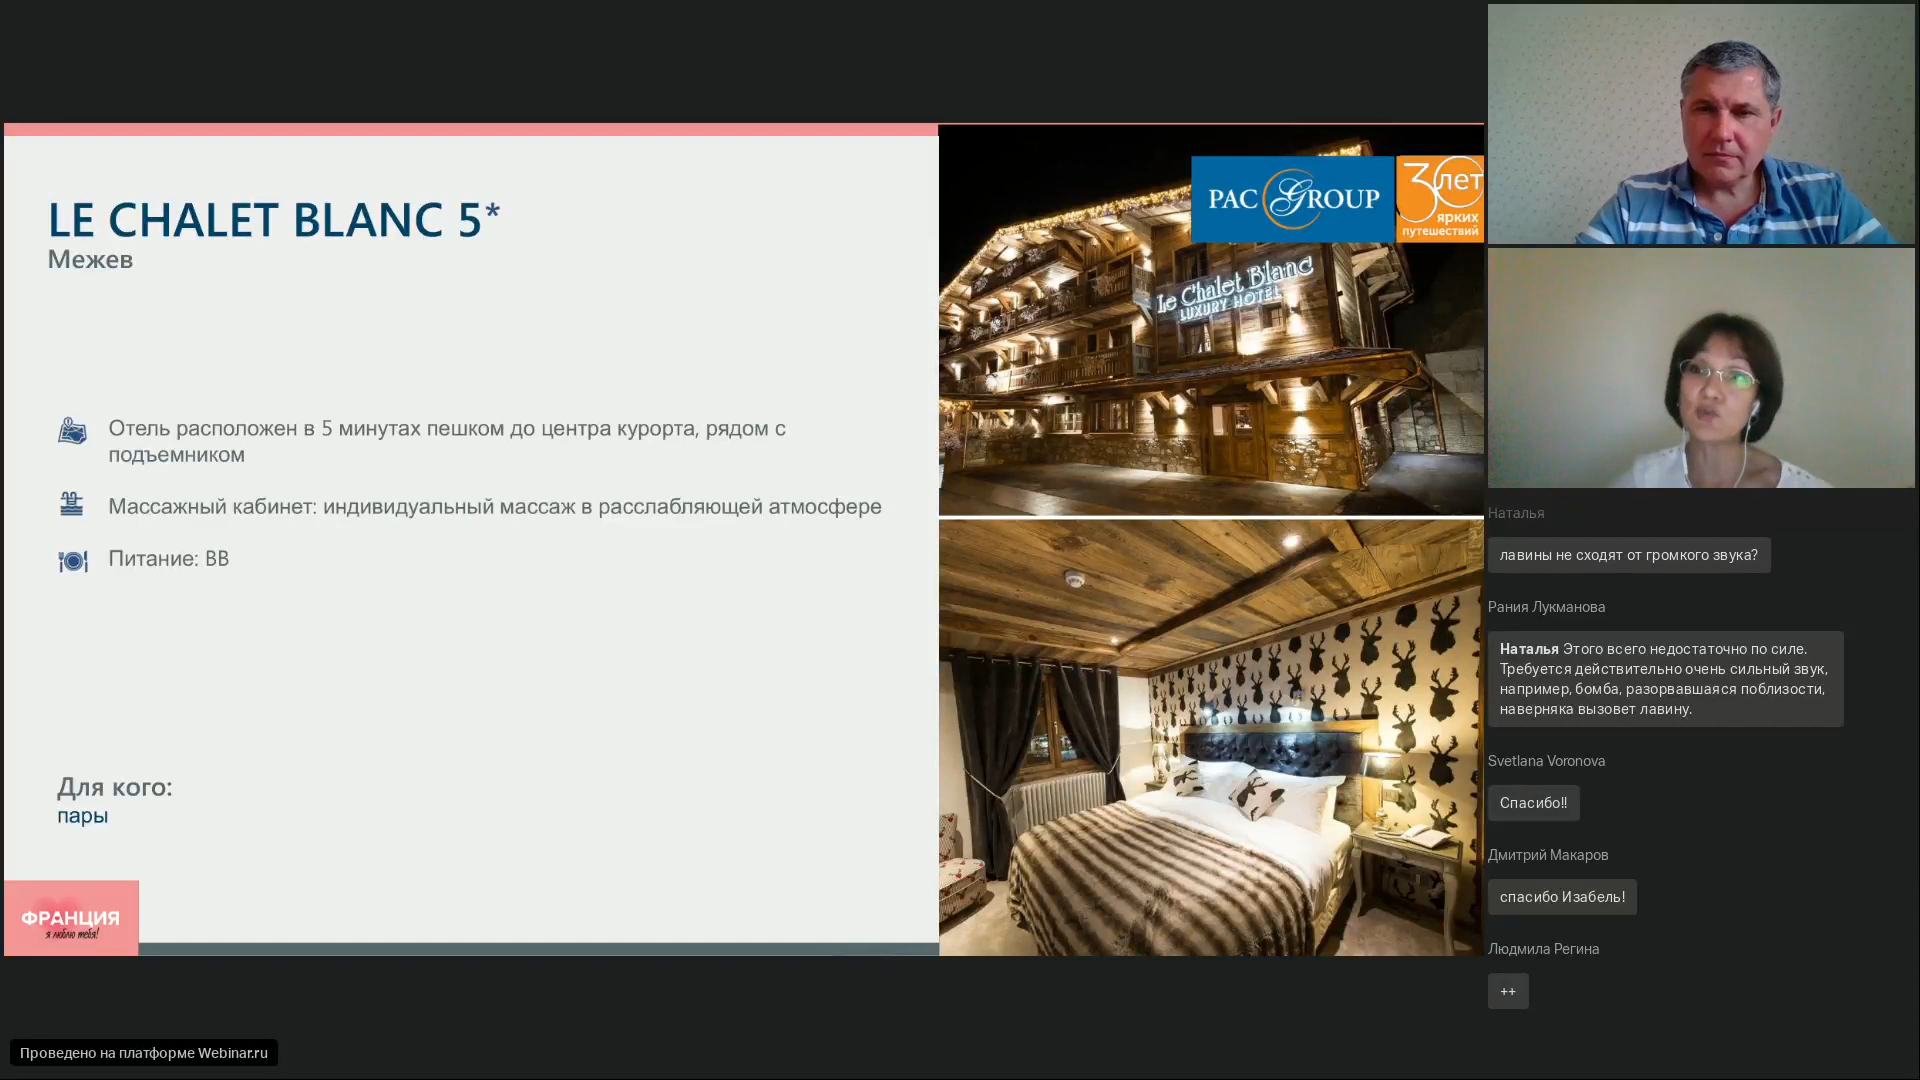 LE CHALET BLANC 5*
Межев
Отель расположен в 5 минутах пешком до центра курорта, рядом с
подъемником
Массажный кабинет: индивидуальный массаж в расслабляющей атмосфере
Питание: BB
Для кого:
пары
ФРАНЦИЯ
я люблю тебя!
PAC GROUP
30 лет
ярких
путешествий
Le Chalet Blanc
LUXURY HOTEL
Наталья
лавины не сходят от громкого звука?
Рания Лукманова
Наталья Этого всего недостаточно по силе.
Требуется действительно очень сильный звук,
например, бомба, разорвавшаяся поблизости,
наверняка вызовет лавину.
Svetlana Voronova
Спасибо!!
Дмитрий Макаров
спасибо Изабель!
Людмила Регина
++
Проведено на платформе Webinar.ru